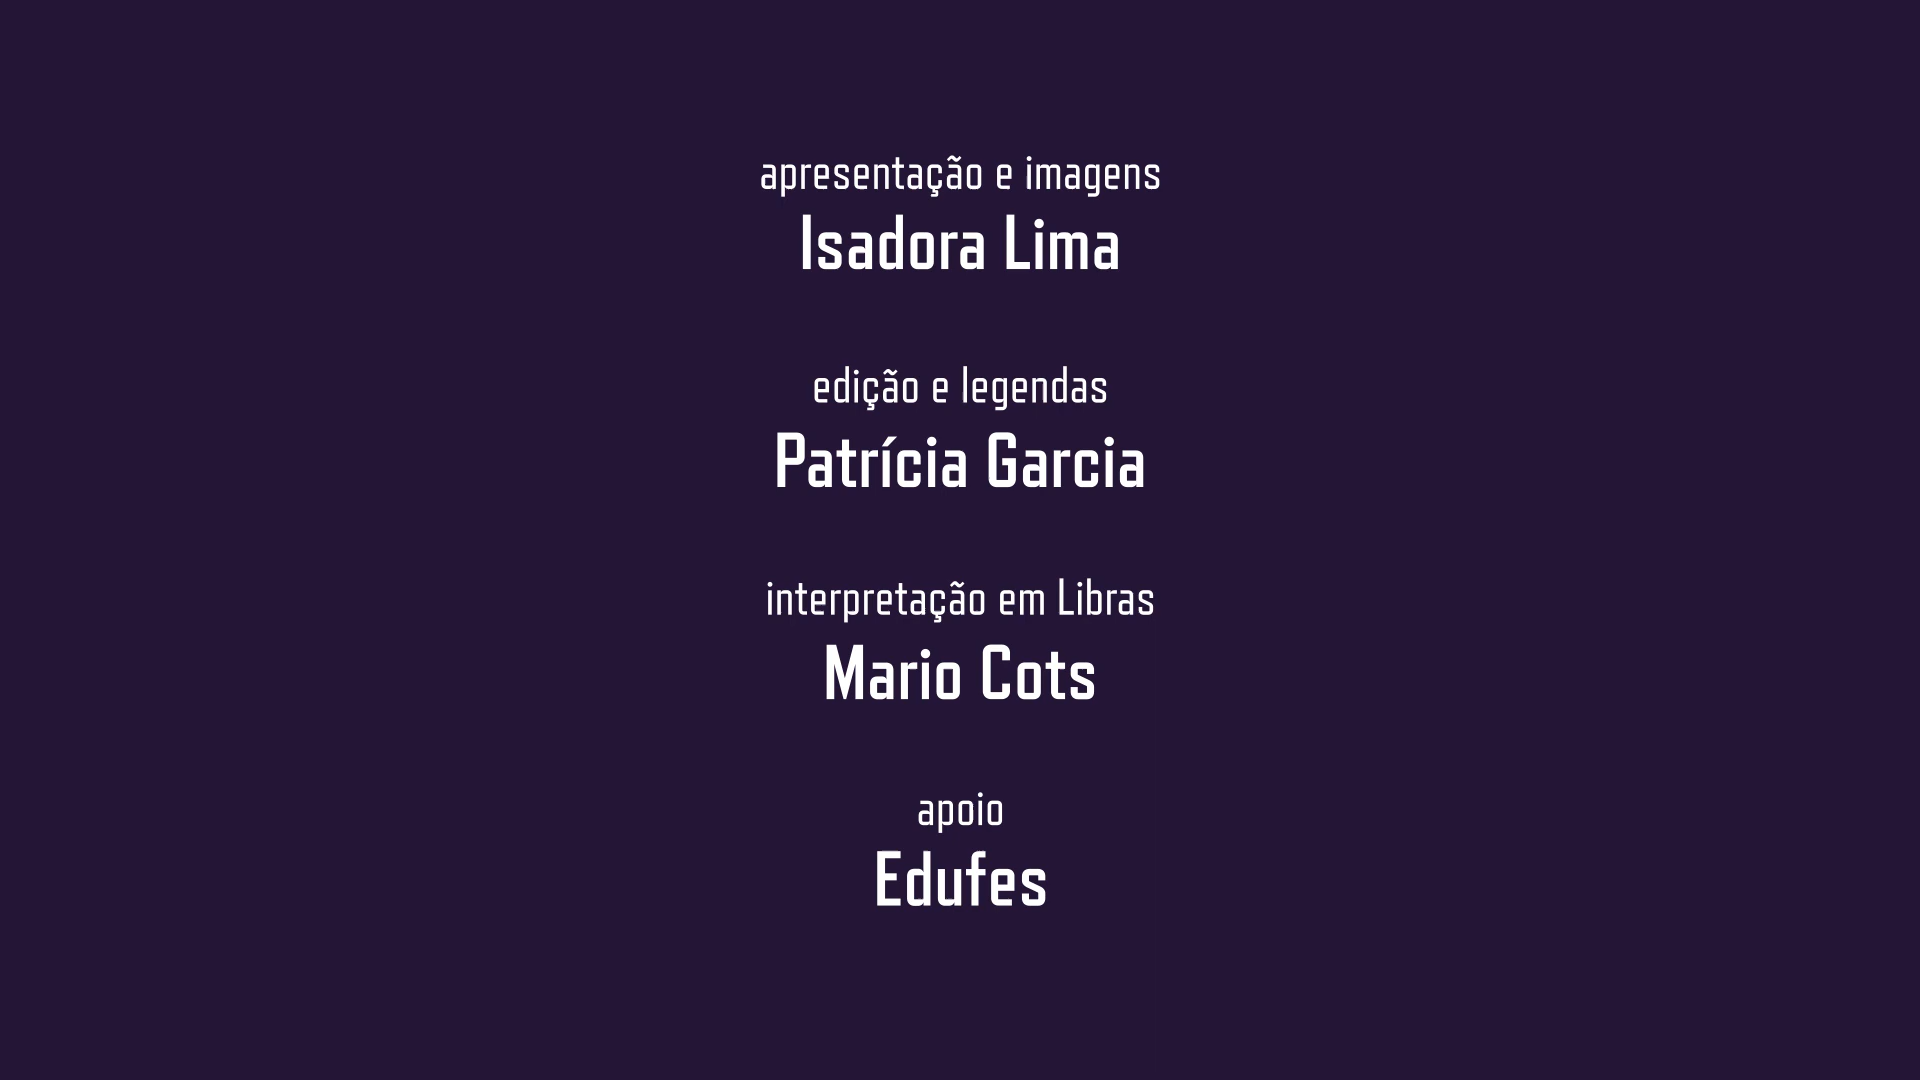 apresentação e imagens
Isadora Lima
edição e legendas
Patrícia Garcia
interpretação em Libras
Mario Cots
apoio
Edufes